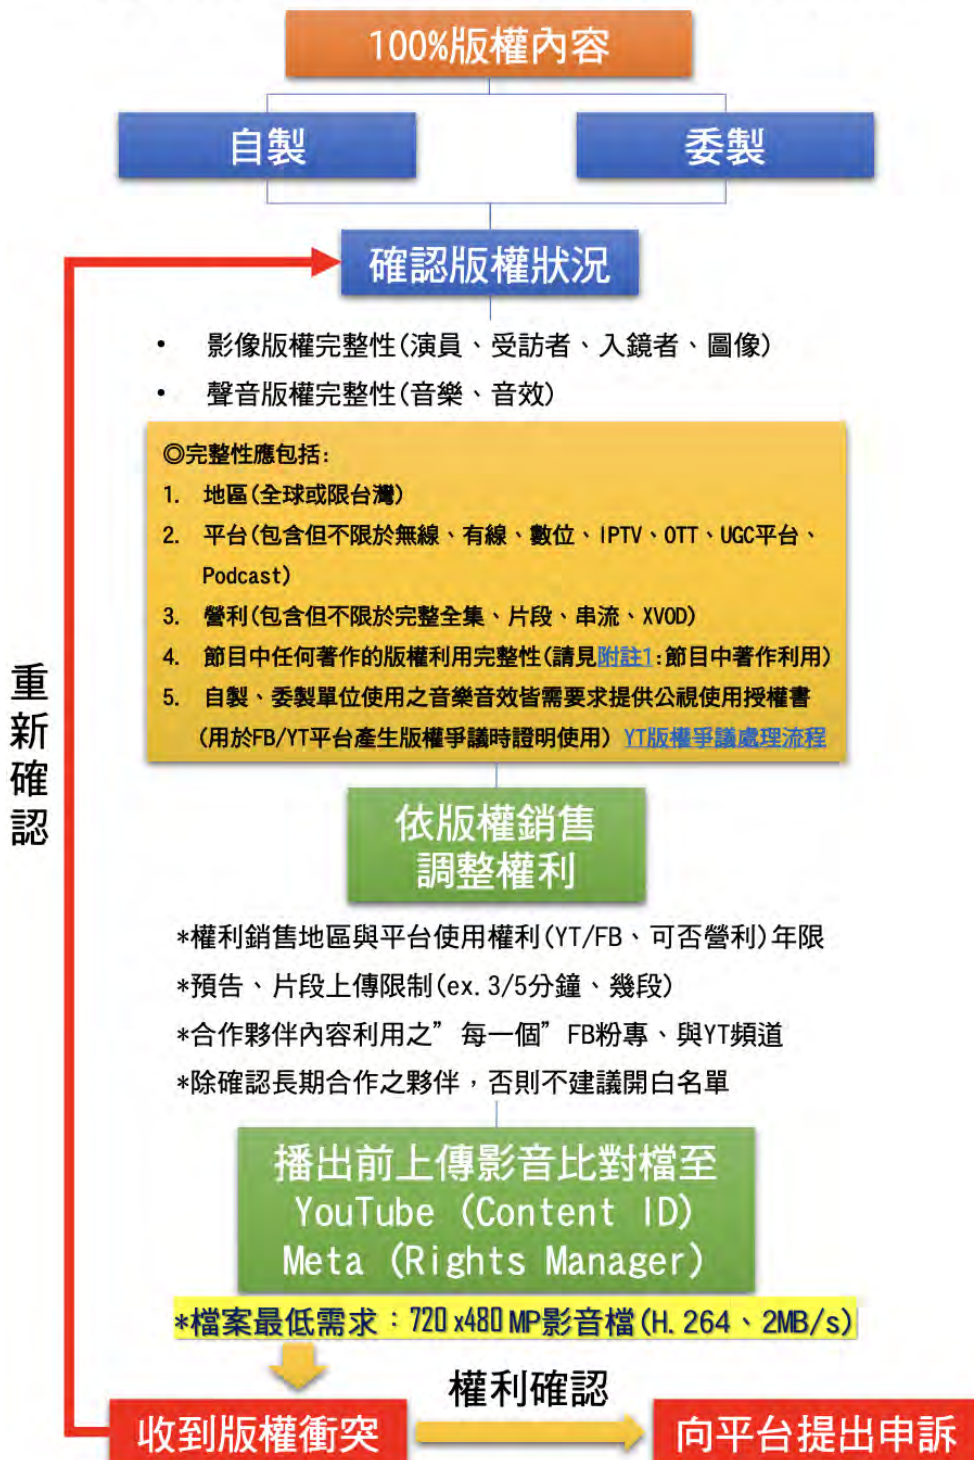 100%版權內容
自製
委製
確認版權狀況
• 影像版權完整性(演員、受訪者、入鏡者、圖像)
• 聲音版權完整性(音樂、音效)
◎完整性應包括:
1. 地區(全球或限台灣)
2. 平台(包含但不限於無線、有線、數位、IPTV、OTT、UGC平台、
Podcast)
3. 營利(包含但不限於完整全集、片段、串流、XVOD)
4. 節目中任何著作的版權利用完整性(請見附註1:節目中著作利用)
5. 自製、委製單位使用之音樂音效皆需要求提供公視使用授權書
(用於FB/YT平台產生版權爭議時證明使用) YT版權爭議處理流程
重新確認
依版權銷售
調整權利
*權利銷售地區與平台使用權利(YT/FB、可否營利)年限
*預告、片段上傳限制(ex.3/5分鐘、幾段)
*合作夥伴內容利用之”每一個”FB粉專、與YT頻道
*除確認長期合作之夥伴，否則不建議開白名單
播出前上傳影音比對檔至
YouTube (Content ID)
Meta (Rights Manager)
*檔案最低需求：720 x480 MP影音檔(H.264、2MB/s)
收到版權衝突
權利確認
向平台提出申訴